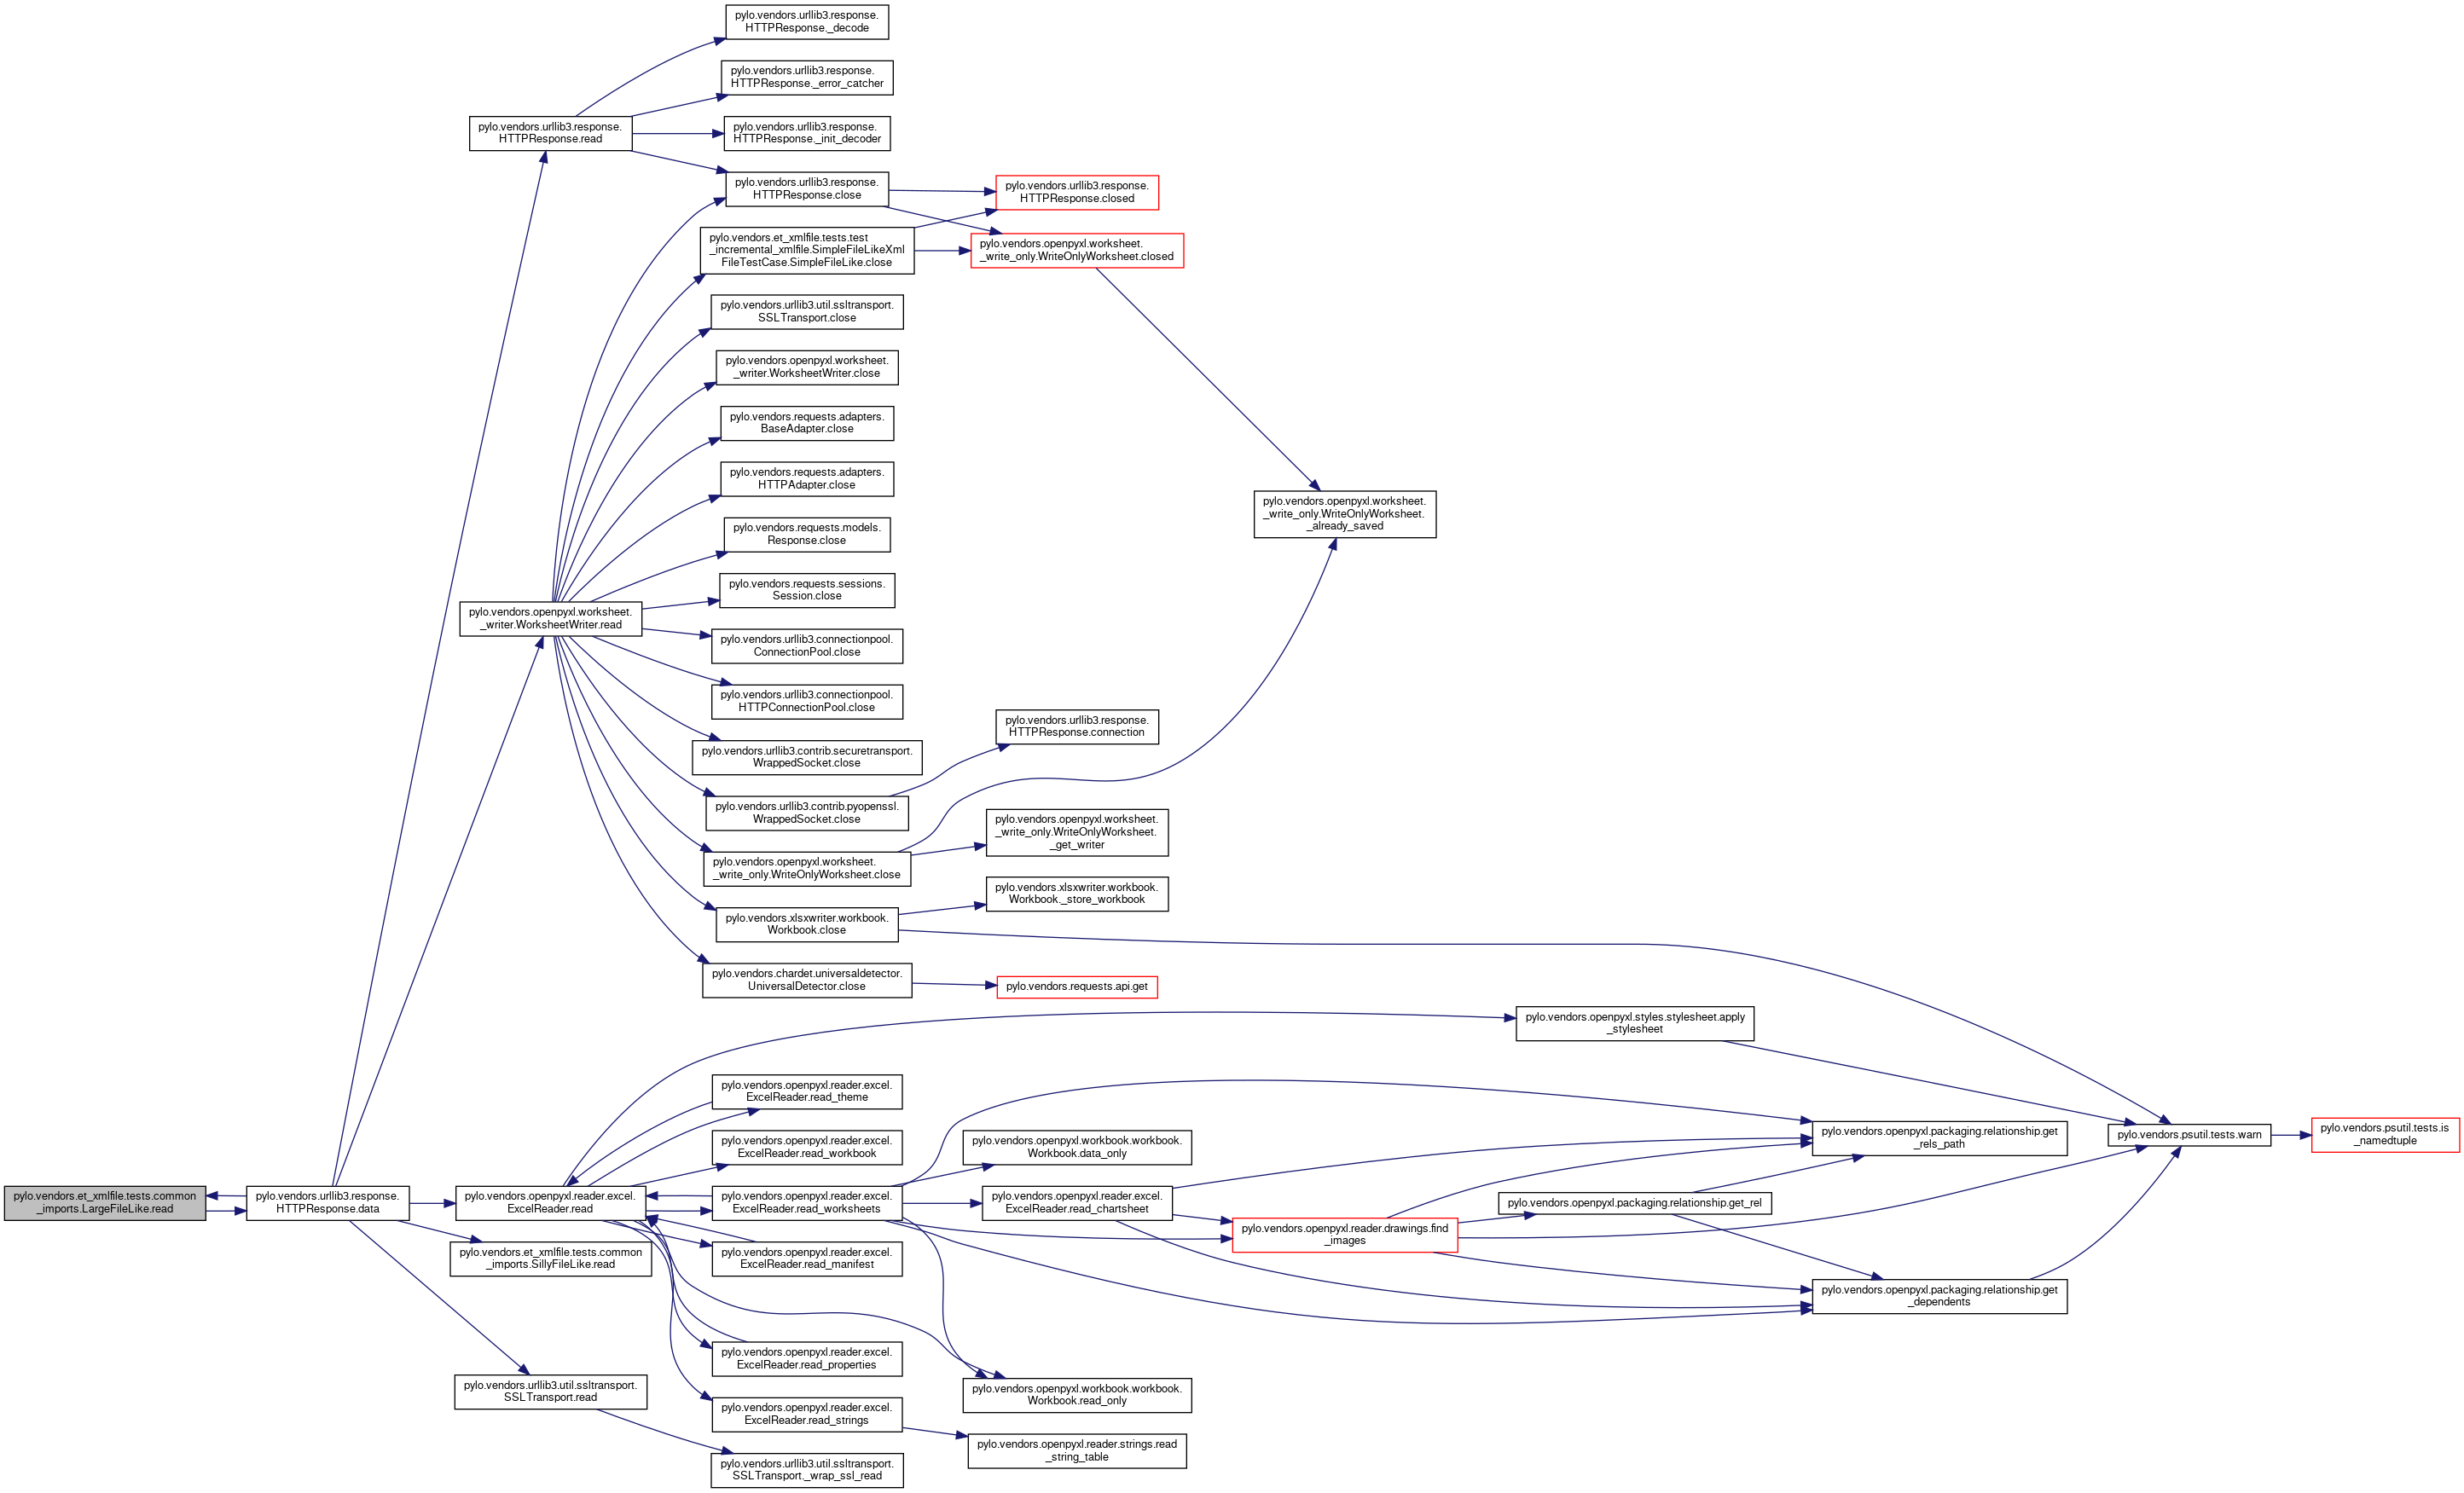 pylo.vendors.urllib3.response.
HTTPResponse._decode
pylo.vendors.urllib3.response.
HTTPResponse._error_catcher
pylo.vendors.urllib3.response.
HTTPResponse.read
pylo.vendors.urllib3.response.
HTTPResponse._init_decoder
pylo.vendors.urllib3.response.
HTTPResponse.close
pylo.vendors.urllib3.response.
HTTPResponse.closed
pylo.vendors.et_xmlfile.tests.test
_incremental_xmlfile.SimpleFileLikeXml
FileTestCase.SimpleFileLike.close
pylo.vendors.openpyxl.worksheet.
_write_only.WriteOnlyWorksheet.closed
pylo.vendors.urllib3.util.ssltransport.
SSLTransport.close
pylo.vendors.openpyxl.worksheet.
_writer.WorksheetWriter.close
pylo.vendors.requests.adapters.
BaseAdapter.close
pylo.vendors.requests.adapters.
HTTPAdapter.close
pylo.vendors.openpyxl.worksheet.
_write_only.WriteOnlyWorksheet.
_already_saved
pylo.vendors.requests.models.
Response.close
pylo.vendors.requests.sessions.
Session.close
pylo.vendors.openpyxl.worksheet.
_writer.WorksheetWriter.read
pylo.vendors.urllib3.connectionpool.
ConnectionPool.close
pylo.vendors.urllib3.connectionpool.
HTTPConnectionPool.close
pylo.vendors.urllib3.response.
HTTPResponse.connection
pylo.vendors.urllib3.contrib.securetransport.
WrappedSocket.close
pylo.vendors.urllib3.contrib.pyopenssl.
WrappedSocket.close
pylo.vendors.openpyxl.worksheet.
_write_only.WriteOnlyWorksheet.
_get_writer
pylo.vendors.openpyxl.worksheet.
_write_only.WriteOnlyWorksheet.close
pylo.vendors.xlsxwriter.workbook.
Workbook._store_workbook
pylo.vendors.xlsxwriter.workbook.
Workbook.close
pylo.vendors.chardet.universaldetector.
UniversalDetector.close
pylo.vendors.requests.api.get
pylo.vendors.openpyxl.styles.stylesheet.apply
_stylesheet
pylo.vendors.openpyxl.reader.excel.
ExcelReader.read_theme
pylo.vendors.openpyxl.reader.excel.
ExcelReader.read_workbook
pylo.vendors.openpyxl.workbook.workbook.
Workbook.data_only
pylo.vendors.openpyxl.packaging.relationship.get
_rels_path
pylo.vendors.psutil.tests.warn
pylo.vendors.psutil.tests.is
_namedtuple
pylo.vendors.et_xmlfile.tests.common
_imports.LargeFileLike.read
pylo.vendors.urllib3.response.
HTTPResponse.data
pylo.vendors.openpyxl.reader.excel.
ExcelReader.read
pylo.vendors.openpyxl.reader.excel.
ExcelReader.read_worksheets
pylo.vendors.openpyxl.reader.excel.
ExcelReader.read_chartsheet
pylo.vendors.openpyxl.packaging.relationship.get_rel
pylo.vendors.openpyxl.reader.drawings.find
_images
pylo.vendors.et_xmlfile.tests.common
_imports.SillyFileLike.read
pylo.vendors.openpyxl.reader.excel.
ExcelReader.read_manifest
pylo.vendors.openpyxl.packaging.relationship.get
_dependents
pylo.vendors.openpyxl.reader.excel.
ExcelReader.read_properties
pylo.vendors.urllib3.util.ssltransport.
SSLTransport.read
pylo.vendors.openpyxl.workbook.workbook.
Workbook.read_only
pylo.vendors.openpyxl.reader.excel.
ExcelReader.read_strings
pylo.vendors.openpyxl.reader.strings.read
_string_table
pylo.vendors.urllib3.util.ssltransport.
SSLTransport._wrap_ssl_read